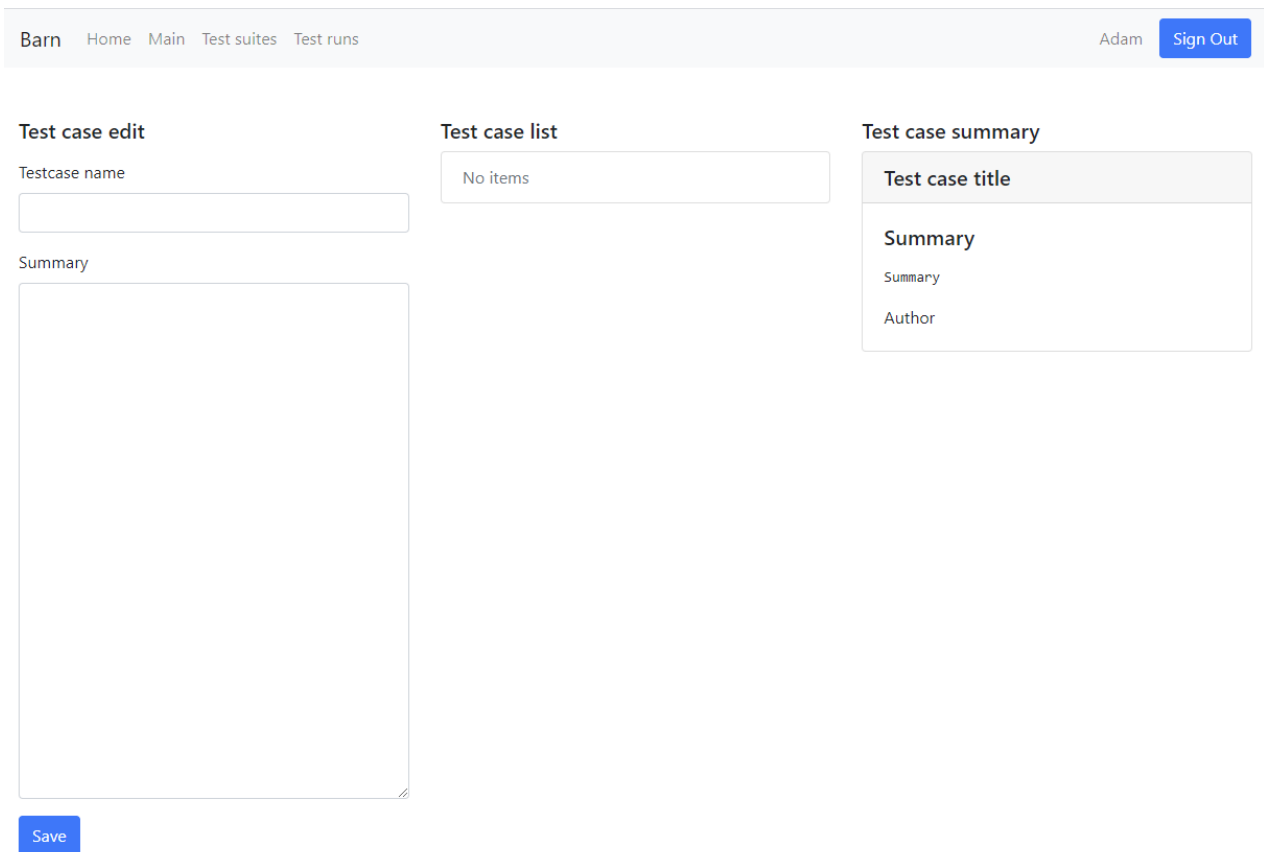 Barn Home Main Test suites Test runs Adam Sign Out
Test case edit
Testcase name
Summary
Save
Test case list
No items
Test case summary
Test case title
Summary
Summary
Author